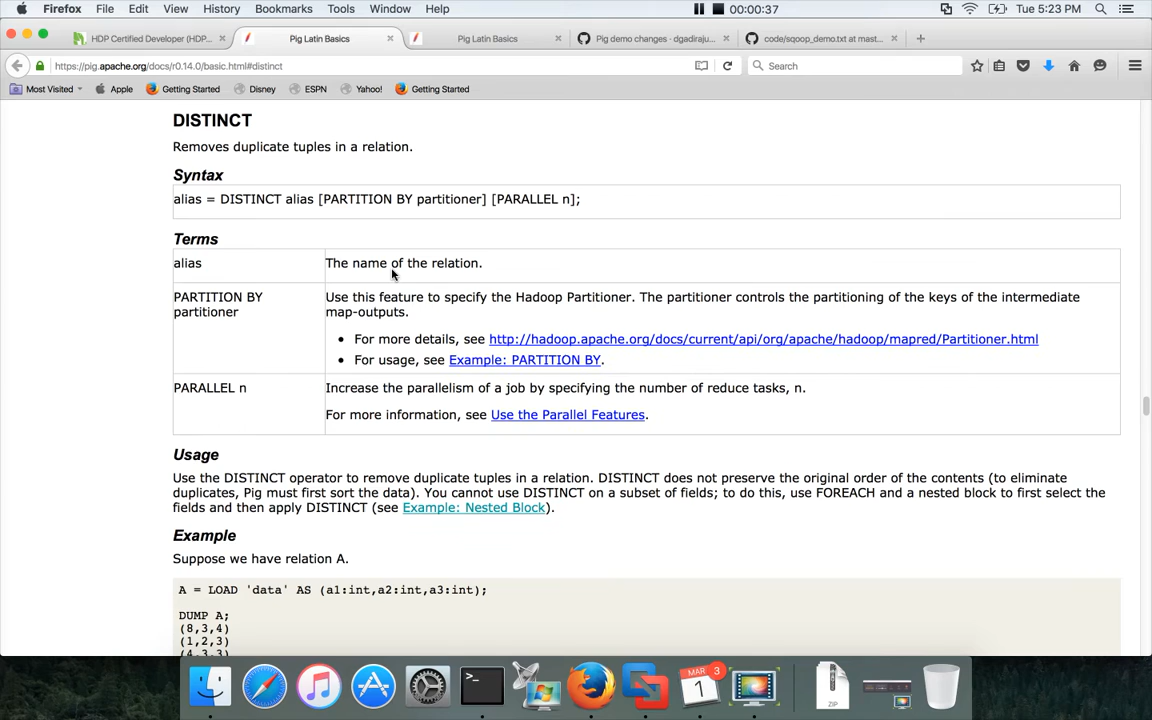 Firefox File Edit View History Bookmarks Tools Window Help 00:00:37 Tue 5:23 PM
HDP Certified Developer (HDP... Pig Latin Basics Pig Latin Basics Pig demo changes · dgadiraju... code/sqoop_demo.txt at mast...
https://pig.apache.org/docs/r0.14.0/basic.html#distinct Search
Most Visited Apple Getting Started Disney ESPN Yahoo! Getting Started
DISTINCT
Removes duplicate tuples in a relation.
Syntax
alias = DISTINCT alias [PARTITION BY partitioner] [PARALLEL n];
Terms
alias The name of the relation.
PARTITION BY partitioner Use this feature to specify the Hadoop Partitioner. The partitioner controls the partitioning of the keys of the intermediate
map-outputs.
• For more details, see http://hadoop.apache.org/docs/current/api/org/apache/hadoop/mapred/Partitioner.html
• For usage, see Example: PARTITION BY.
PARALLEL n Increase the parallelism of a job by specifying the number of reduce tasks, n.
For more information, see Use the Parallel Features.
Usage
Use the DISTINCT operator to remove duplicate tuples in a relation. DISTINCT does not preserve the original order of the contents (to eliminate
duplicates, Pig must first sort the data). You cannot use DISTINCT on a subset of fields; to do this, use FOREACH and a nested block to first select the
fields and then apply DISTINCT (see Example: Nested Block).
Example
Suppose we have relation A.
A = LOAD 'data' AS (a1:int,a2:int,a3:int);
DUMP A;
(8,3,4)
(1,2,3)
(4,3,3)
MAR 3
1
ZIP